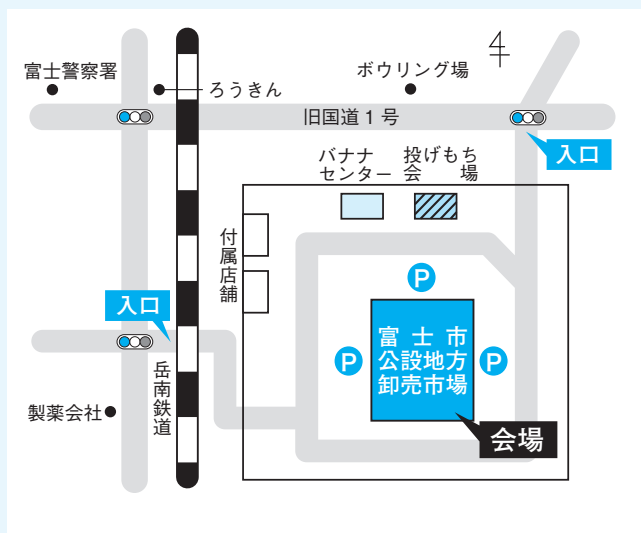 富士警察署
ろうきん
ボウリング場
旧国道1号
入口
バナナ
センター
投げもち
会場
付属店舗
P
入口
富士市
公設地方
卸売市場
P
P
岳南鉄道
製薬会社
会場